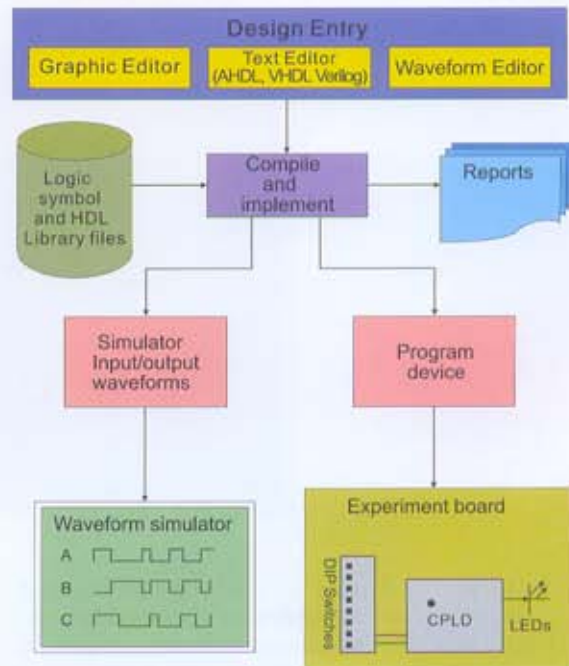 Design Entry
Graphic Editor
Text Editor
(AHDL, VHDL Verilog)
Waveform Editor
Logic
symbol
and HDL
Library files
Compile
and
implement
Reports
Simulator
Input/output
waveforms
Program
device
Waveform simulator
A
B
C
Experiment board
DIP Switches
CPLD
LEDs